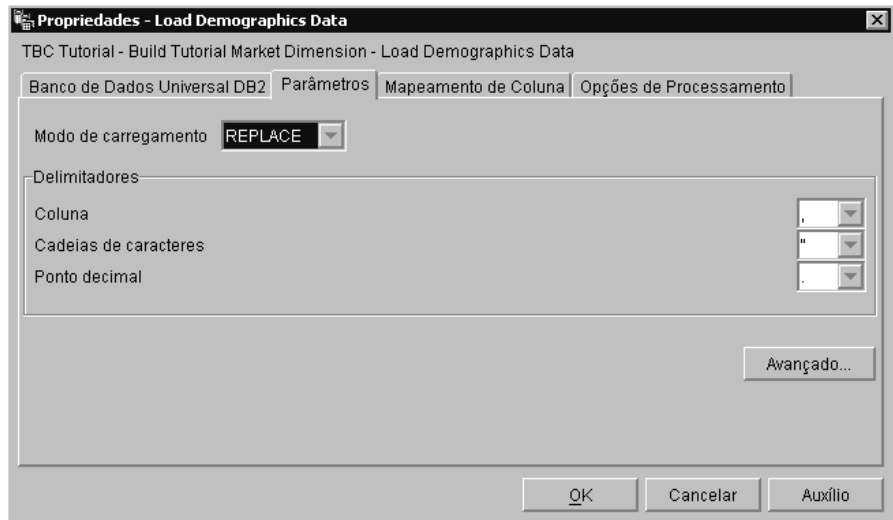 Propriedades - Load Demographics Data
TBC Tutorial - Build Tutorial Market Dimension - Load Demographics Data
Banco de Dados Universal DB2 Parâmetros Mapeamento de Coluna Opções de Processamento
Modo de carregamento REPLACE
Delimitadores
Coluna ,
Cadeias de caracteres "
Ponto decimal .
Avançado...
OK Cancelar Auxílio